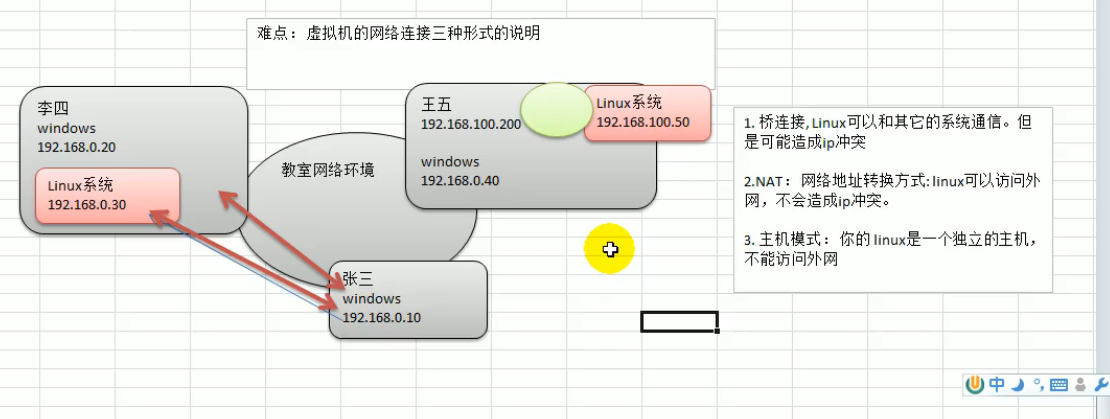 难点：虚拟机的网络连接三种形式的说明
李四
windows
192.168.0.20
Linux系统
192.168.0.30
教室网络环境
王五
192.168.100.200
windows
192.168.0.40
Linux系统
192.168.100.50
张三
windows
192.168.0.10
1. 桥连接,Linux可以和其它的系统通信。但
是可能造成ip冲突
2.NAT：网络地址转换方式:linux可以访问外
网，不会造成ip冲突。
3. 主机模式：你的linux是一个独立的主机，
不能访问外网
中